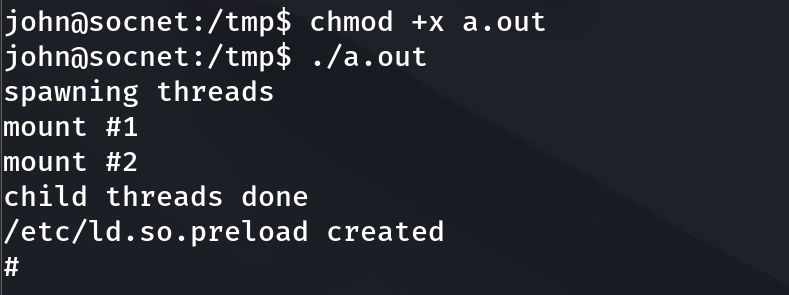 john@socnet:/tmp$ chmod +x a.out
john@socnet:/tmp$ ./a.out
spawning threads
mount #1
mount #2
child threads done
/etc/ld.so.preload created
#